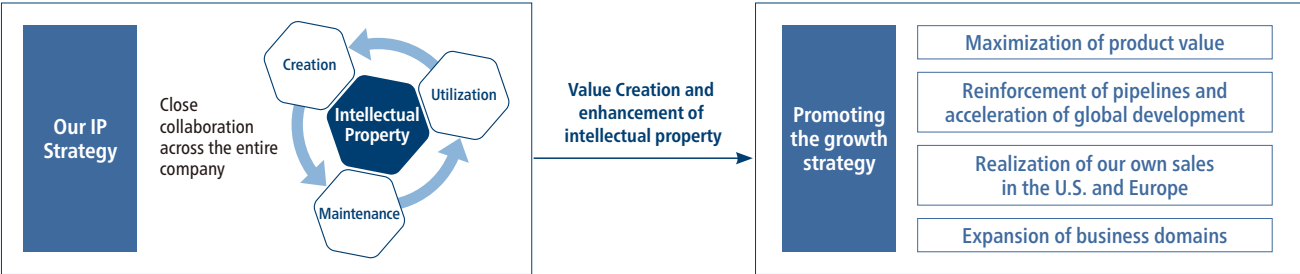 Our IP
Strategy
Close
collaboration
across the entire
company
Creation
Utilization
Intellectual
Property
Maintenance
Value Creation and
enhancement of
intellectual property
Promoting
the growth
strategy
Maximization of product value
Reinforcement of pipelines and
acceleration of global development
Realization of our own sales
in the U.S. and Europe
Expansion of business domains